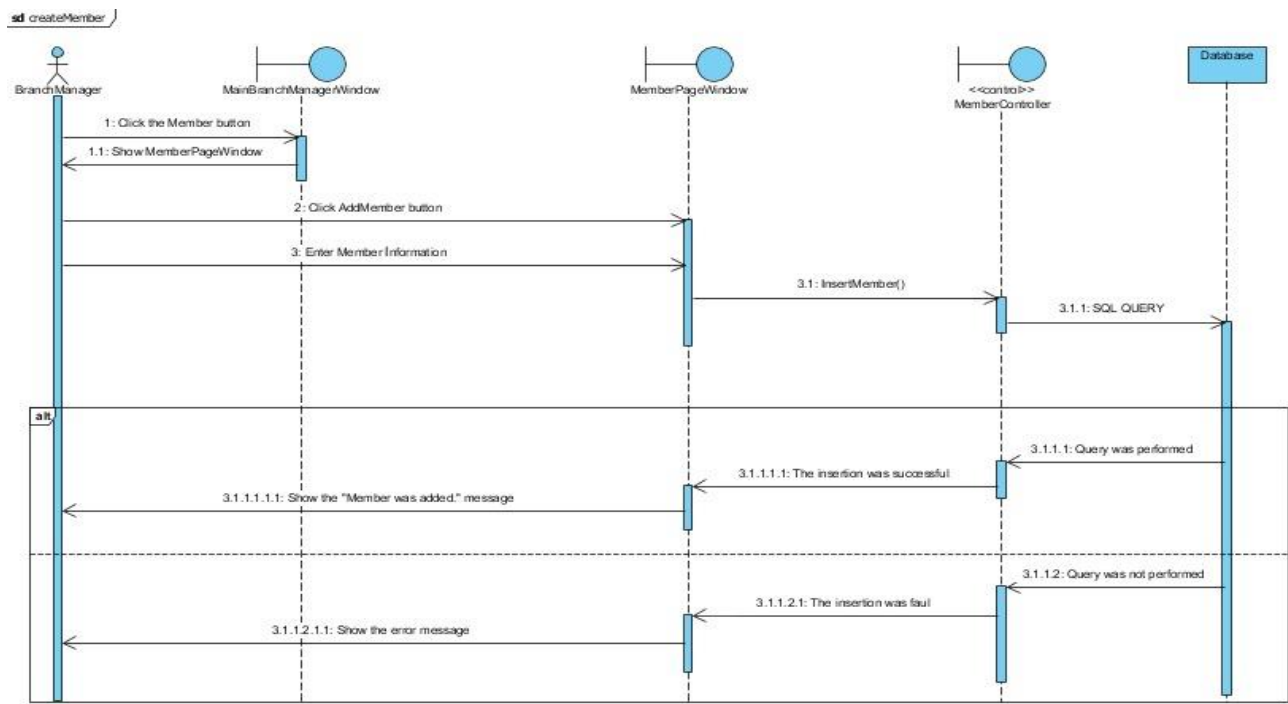 sd createMember
BranchManager
MainBranchManagerWindow
MemberPageWindow
<<control>>
MemberController
Database
1: Click the Member button
1.1: Show MemberPageWindow
2: Click AddMember button
3: Enter Member Information
3.1: InsertMember()
3.1.1: SQL QUERY
alt
3.1.1.1: Query was performed
3.1.1.1.1: The insertion was successful
3.1.1.1.1.1: Show the "Member was added." message
3.1.1.2: Query was not performed
3.1.1.2.1: The insertion was faul
3.1.1.2.1.1: Show the error message